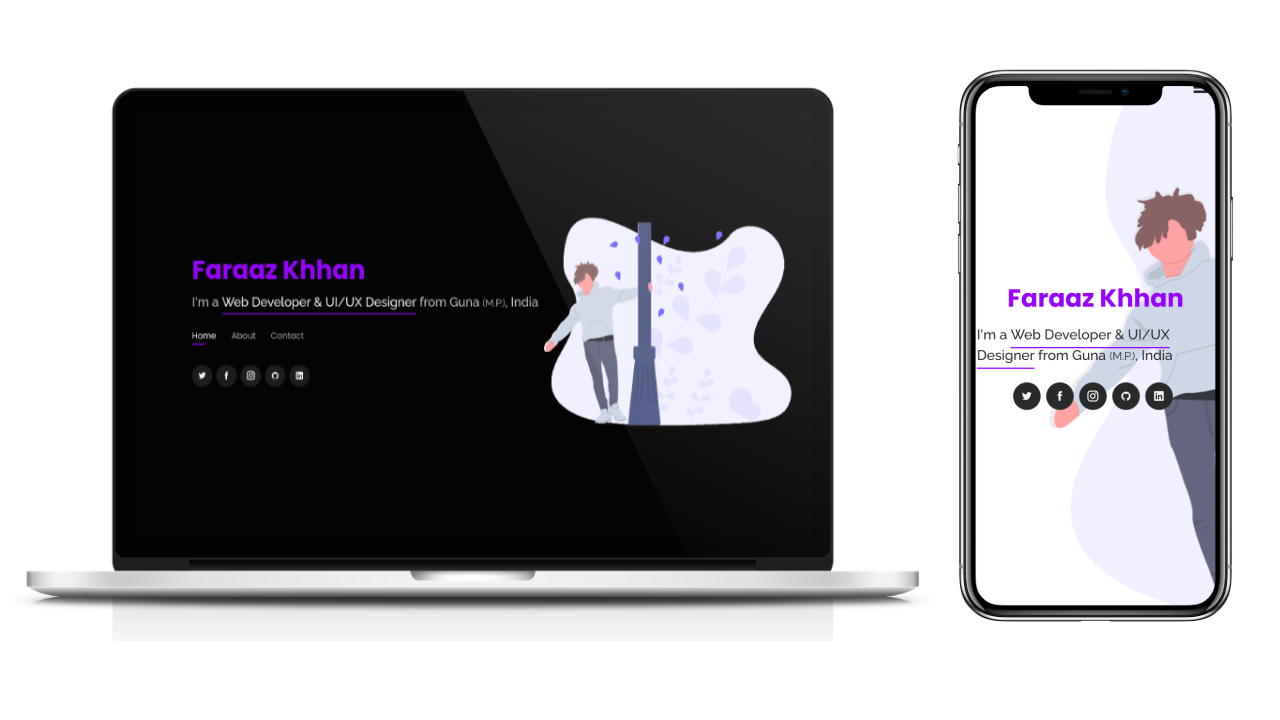 Faraaz Khhan
I'm a Web Developer & UI/UX Designer from Guna (M.P.), India
Home About Contact
Faraaz Khhan
I'm a Web Developer & UI/UX
Designer from Guna (M.P.), India